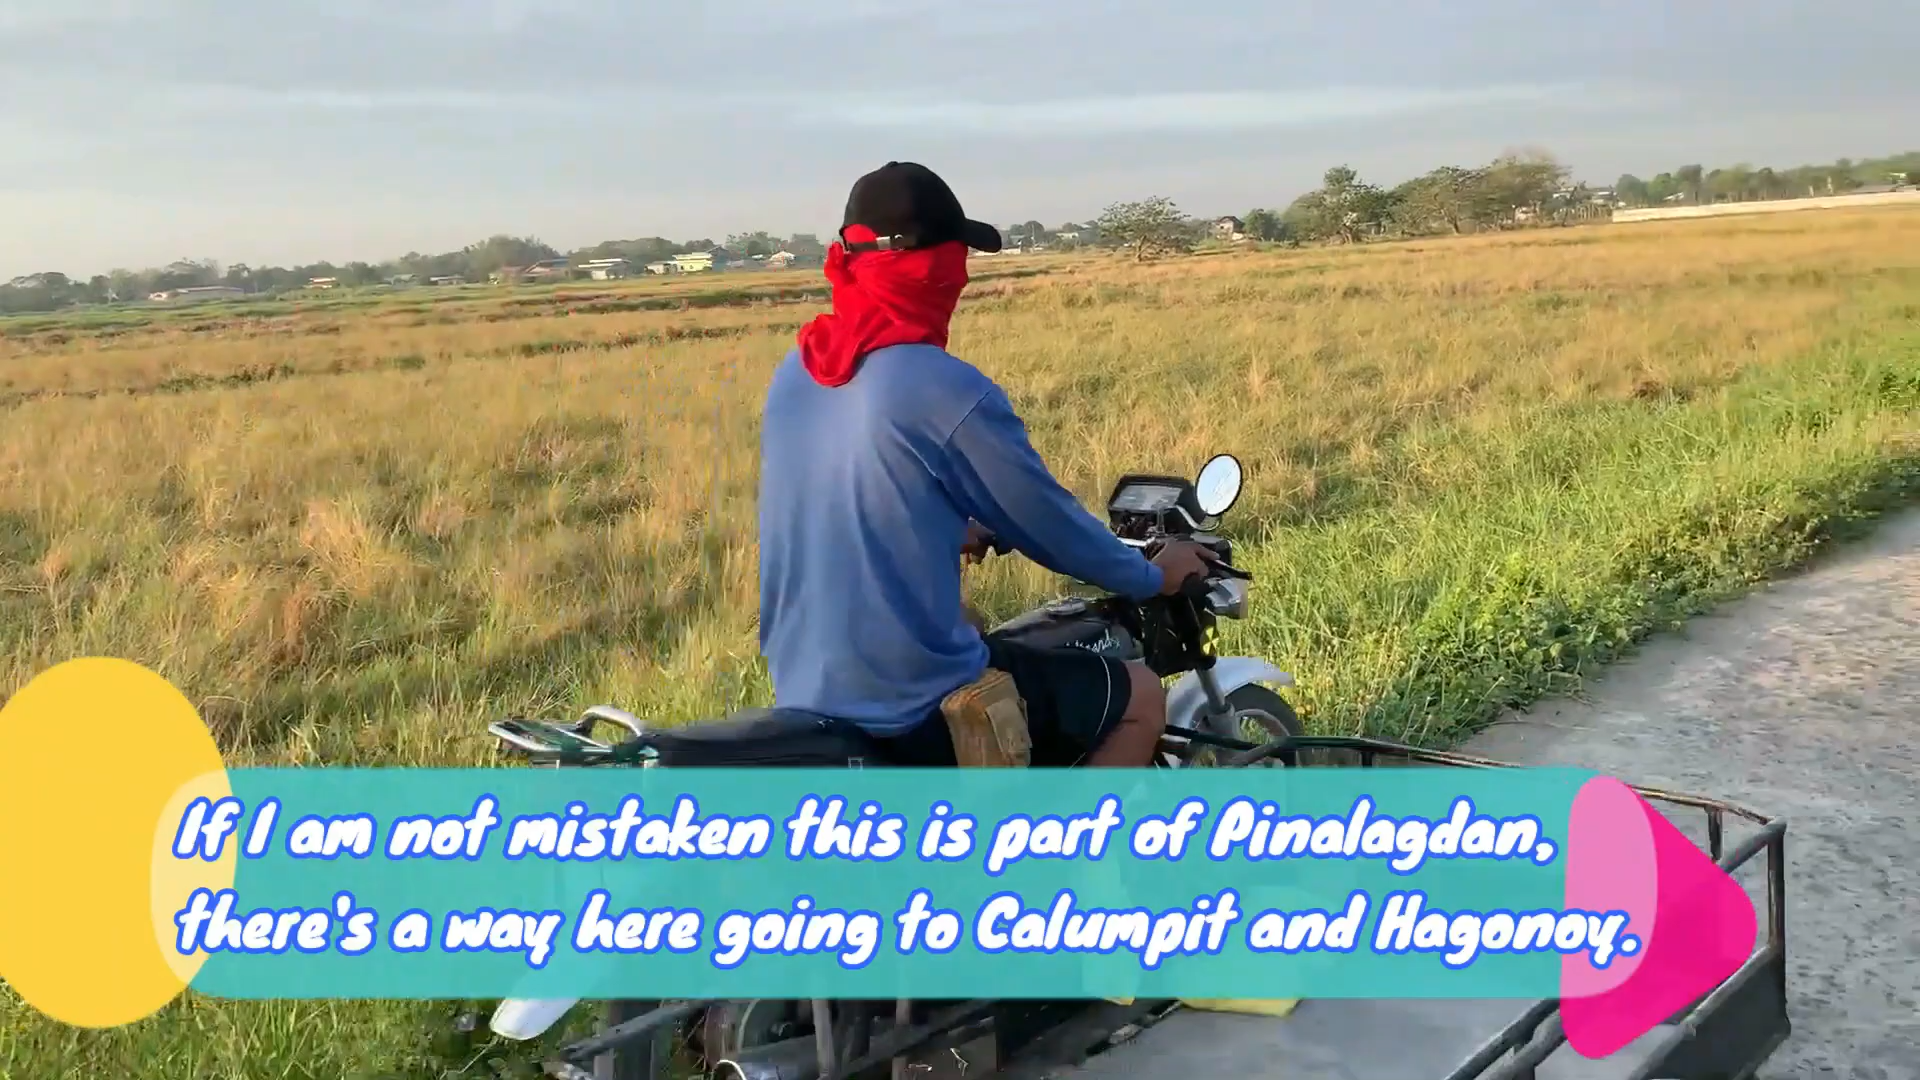 If I am not mistaken this is part of Pinalagdan,
there's a way here going to Calumpit and Hagonoy.